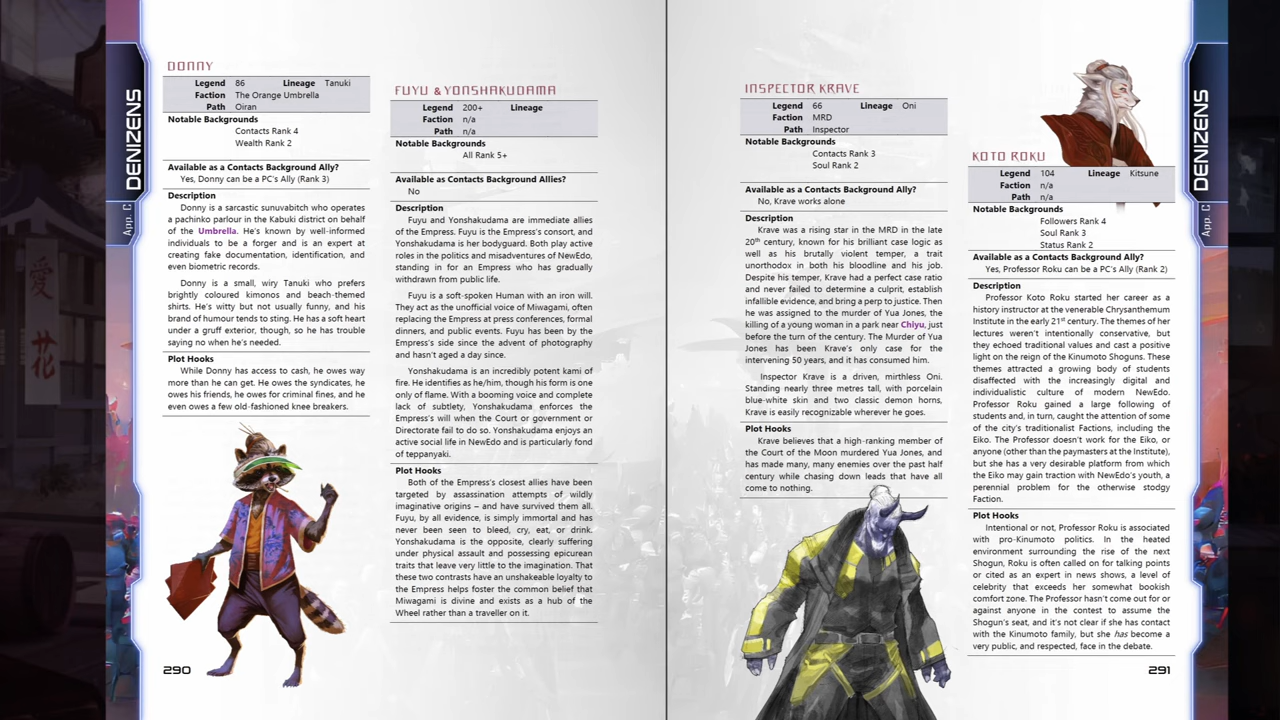 DENIZENS
App. C
DONNY
Legend 86 Lineage Tanuki
Faction The Orange Umbrella
Path Oiran
Notable Backgrounds
Contacts Rank 4
Wealth Rank 2
Available as a Contacts Background Ally?
Yes, Donny can be a PC's Ally (Rank 3)
Description
Donny is a sarcastic sunuvabitch who operates
a pachinko parlour in the Kabuki district on behalf
of the Umbrella. He's known by well-informed
individuals to be a forger and is an expert at
creating fake documentation, identification, and
even biometric records.
Donny is a small, wiry Tanuki who prefers
brightly coloured kimonos and beach-themed
shirts. He's witty but not usually funny, and his
brand of humour tends to sting. He has a soft heart
under a gruff exterior, though, so he has trouble
saying no when he's needed.
Plot Hooks
While Donny has access to cash, he owes way
more than he can get. He owes the syndicates, he
owes his friends, he owes for criminal fines, and he
even owes a few old-fashioned knee breakers.
290
FUYU & YONSHAKUDAMA
Legend 200+ Lineage
Faction n/a
Path n/a
Notable Backgrounds
All Rank 5+
Available as Contacts Background Allies?
No
Description
Fuyu and Yonshakudama are immediate allies
of the Empress. Fuyu is the Empress's consort, and
Yonshakudama is her bodyguard. Both play active
roles in the politics and misadventures of NewEdo,
standing in for an Empress who has gradually
withdrawn from public life.
Fuyu is a soft-spoken Human with an iron will.
They act as the unofficial voice of Miwagami, often
replacing the Empress at press conferences, formal
dinners, and public events. Fuyu has been by the
Empress's side since the advent of photography
and hasn't aged a day since.
Yonshakudama is an incredibly potent kami of
fire. He identifies as he/him, though his form is one
only of flame. With a booming voice and complete
lack of subtlety, Yonshakudama enforces the
Empress's will when the Court or government or
Directorate fail to do so. Yonshakudama enjoys an
active social life in NewEdo and is particularly fond
of teppanyaki.
Plot Hooks
Both of the Empress's closest allies have been
targeted by assassination attempts of wildly
imaginative origins – and have survived them all.
Fuyu, by all evidence, is simply immortal and has
never been seen to bleed, cry, eat, or drink.
Yonshakudama is the opposite, clearly suffering
under physical assault and possessing epicurean
traits that leave very little to the imagination. That
these two contrasts have an unshakeable loyalty to
the Empress helps foster the common belief that
Miwagami is divine and exists as a hub of the
Wheel rather than a traveller on it.
INSPECTOR KRAVE
Legend 66 Lineage Oni
Faction MRD
Path Inspector
Notable Backgrounds
Contacts Rank 3
Soul Rank 2
Available as a Contacts Background Ally?
No, Krave works alone
Description
Krave was a rising star in the MRD in the late
20th century, known for his brilliant case logic as
well as his brutally violent temper, a trait
unorthodox in both his bloodline and his job.
Despite his temper, Krave had a perfect case ratio
and never failed to determine a culprit, establish
infallible evidence, and bring a perp to justice. Then
he was assigned to the murder of Yua Jones, the
killing of a young woman in a park near Chiyu, just
before the turn of the century. The Murder of Yua
Jones has been Krave's only case for the
intervening 50 years, and it has consumed him.
Inspector Krave is a driven, mirthless Oni.
Standing nearly three metres tall, with porcelain
blue-white skin and two classic demon horns,
Krave is easily recognizable wherever he goes.
Plot Hooks
Krave believes that a high-ranking member of
the Court of the Moon murdered Yua Jones, and
has made many, many enemies over the past half
century while chasing down leads that have all
come to nothing.
KOTO ROKU
Legend 104 Lineage Kitsune
Faction n/a
Path n/a
Notable Backgrounds
Followers Rank 4
Soul Rank 3
Status Rank 2
Available as a Contacts Background Ally?
Yes, Professor Roku can be a PC's Ally (Rank 2)
Description
Professor Koto Roku started her career as a
history instructor at the venerable Chrysanthemum
Institute in the early 21st century. The themes of her
lectures weren't intentionally conservative, but
they echoed traditional values and cast a positive
light on the reign of the Kinumoto Shoguns. These
themes attracted a growing body of students
disaffected with the increasingly digital and
individualistic culture of modern NewEdo.
Professor Roku gained a large following of
students and, in turn, caught the attention of some
of the city's traditionalist Factions, including the
Eiko. The Professor doesn't work for the Eiko, or
anyone (other than the paymasters at the Institute),
but she has a very desirable platform from which
the Eiko may gain traction with NewEdo's youth, a
perennial problem for the otherwise stodgy
Faction.
Plot Hooks
Intentional or not, Professor Roku is associated
with pro-Kinumoto politics. In the heated
environment surrounding the rise of the next
Shogun, Roku is often called on for talking points
or cited as an expert in news shows, a level of
celebrity that exceeds her somewhat bookish
comfort zone. The Professor hasn't come out for or
against anyone in the contest to assume the
Shogun's seat, and it's not clear if she has contact
with the Kinumoto family, but she has become a
very public, and respected, face in the debate.
291
DENIZENS
App. C
愛
花